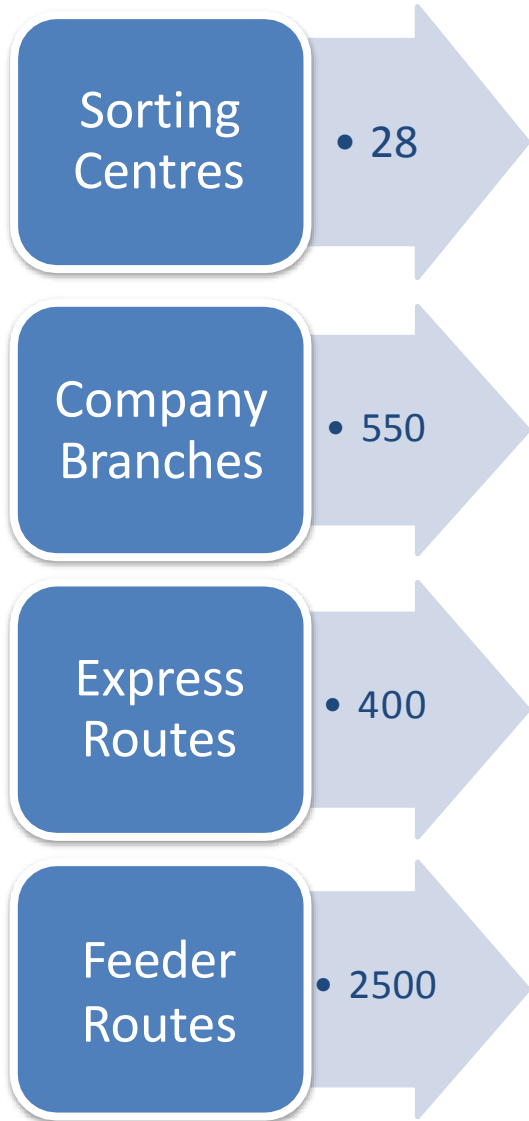 Sorting
Centres
• 28
Company
Branches
• 550
Express
Routes
• 400
Feeder
Routes
• 2500